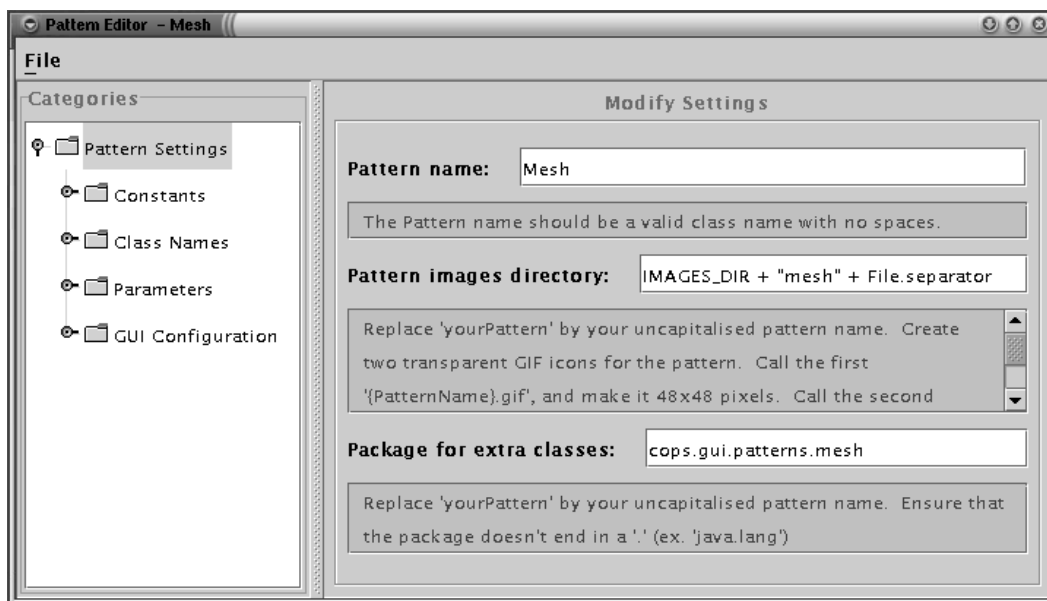 Pattern Editor - Mesh
File
Categories
Pattern Settings
Constants
Class Names
Parameters
GUI Configuration
Modify Settings
Pattern name: Mesh
The Pattern name should be a valid class name with no spaces.
Pattern images directory: IMAGES_DIR + "mesh" + File.separator
Replace 'yourPattern' by your uncapitalised pattern name. Create
two transparent GIF icons for the pattern. Call the first
'{PatternName}.gif', and make it 48x48 pixels. Call the second
Package for extra classes: cops.gui.patterns.mesh
Replace 'yourPattern' by your uncapitalised pattern name. Ensure that
the package doesn't end in a '.' (ex. 'java.lang')